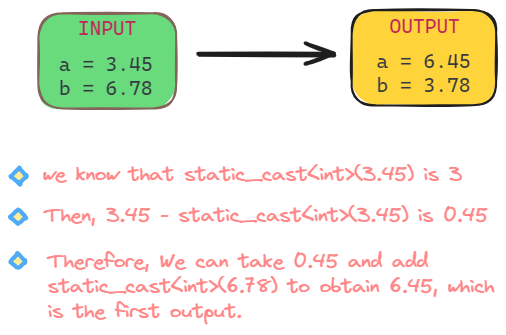 INPUT
a = 3.45
b = 6.78
OUTPUT
a = 6.45
b = 3.78
we know that static_cast<int>(3.45) is 3
Then, 3.45 - static_cast<int>(3.45) is 0.45
Therefore, We can take 0.45 and add
static_cast<int>(6.78) to obtain 6.45, which
is the first output.